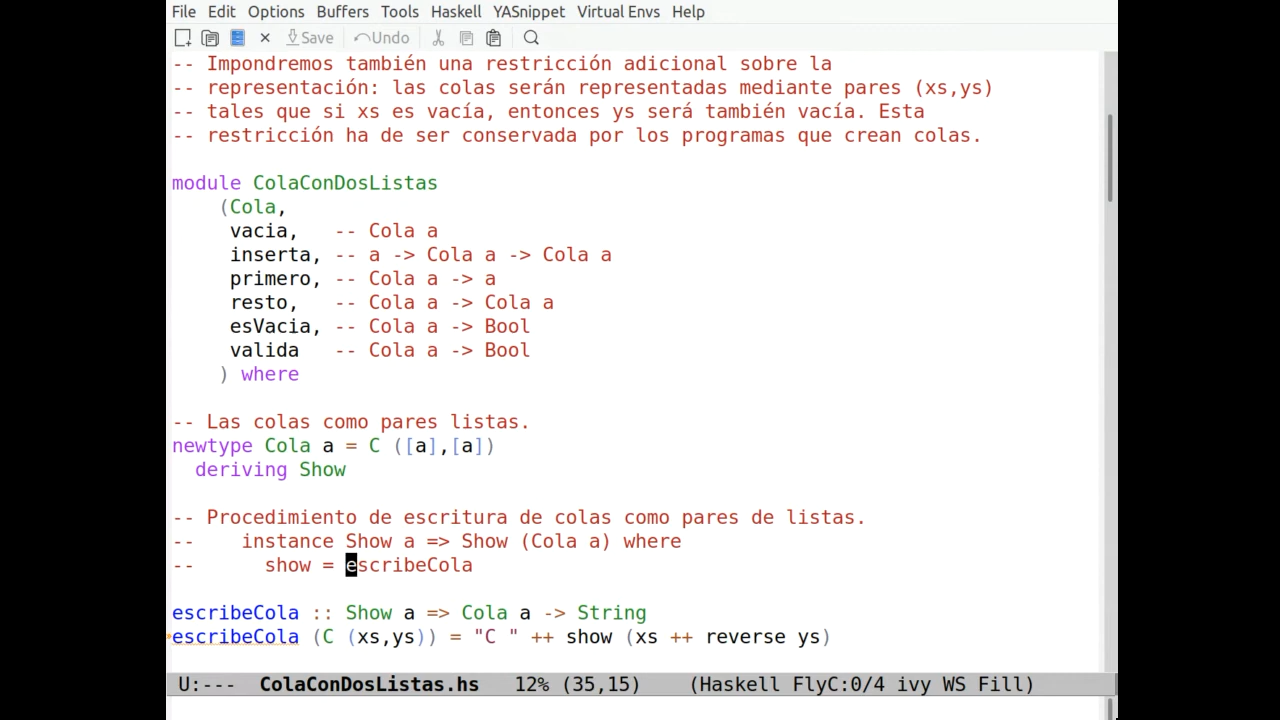 File Edit Options Buffers Tools Haskell YASnippet Virtual Envs Help
Save Undo
-- Impondremos también una restricción adicional sobre la
-- representación: las colas serán representadas mediante pares (xs,ys)
-- tales que si xs es vacía, entonces ys será también vacía. Esta
-- restricción ha de ser conservada por los programas que crean colas.
module ColaConDosListas
(Cola,
vacia,   -- Cola a
inserta, -- a -> Cola a -> Cola a
primero, -- Cola a -> a
resto,   -- Cola a -> Cola a
esVacia, -- Cola a -> Bool
valida   -- Cola a -> Bool
) where
-- Las colas como pares listas.
newtype Cola a = C ([a],[a])
deriving Show
-- Procedimiento de escritura de colas como pares de listas.
--    instance Show a => Show (Cola a) where
--      show = escribeCola
escribeCola :: Show a => Cola a -> String
escribeCola (C (xs,ys)) = "C " ++ show (xs ++ reverse ys)
U:---  ColaConDosListas.hs   12% (35,15)    (Haskell FlyC:0/4 ivy WS Fill)